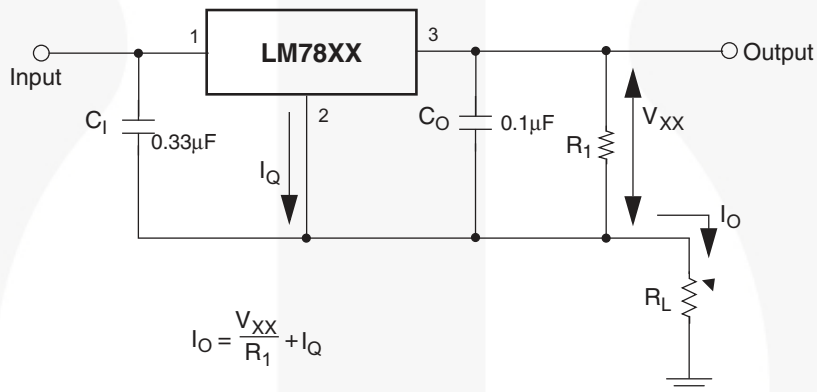 1
LM78XX
3
Input
Output
2
C_I
0.33μF
I_Q
C_O
0.1μF
R_1
V_XX
I_O
R_L
I_O = V_XX / R_1 + I_Q